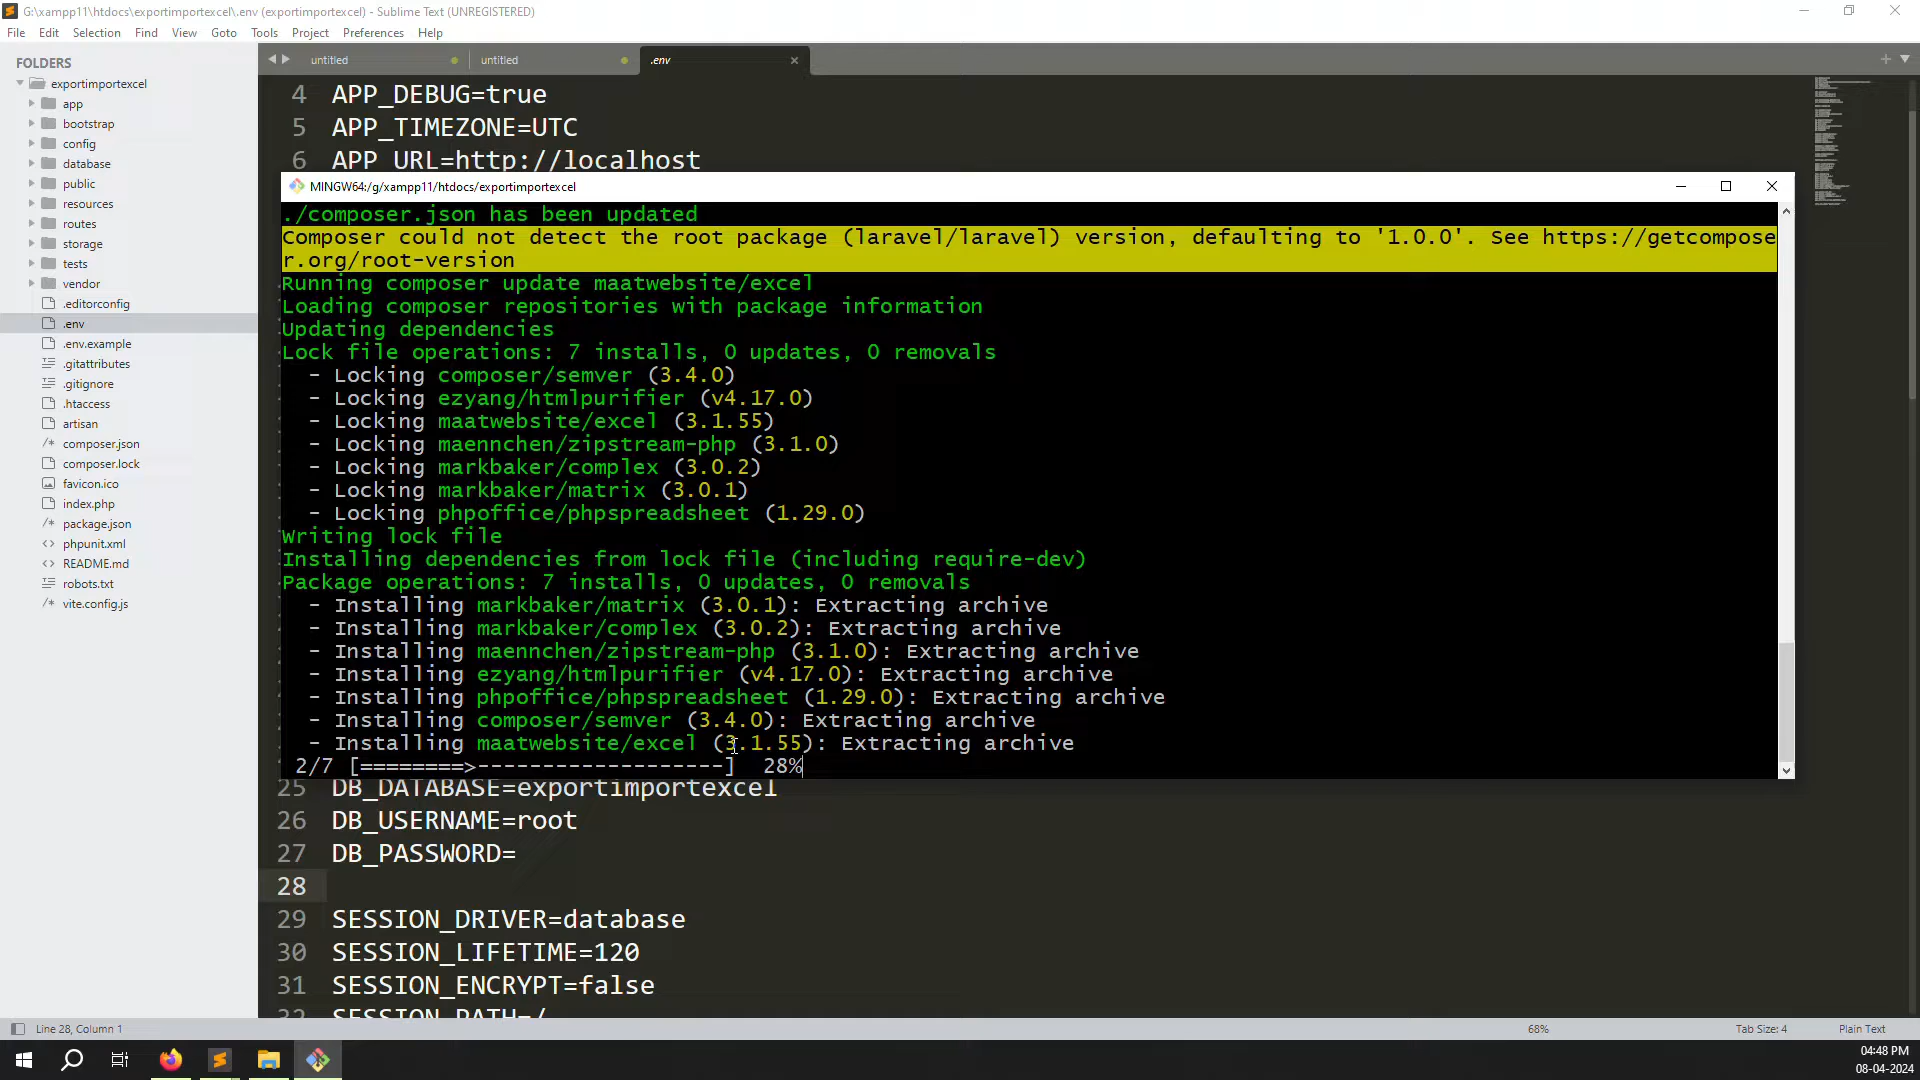 G:\xampp11\htdocs\exportimportexcel\.env (exportimportexcel) - Sublime Text (UNREGISTERED)
File Edit Selection Find View Goto Tools Project Preferences Help
FOLDERS
exportimportexcel
app
bootstrap
config
database
public
resources
routes
storage
tests
vendor
.editorconfig
.env
.env.example
.gitattributes
.gitignore
.htaccess
artisan
composer.json
composer.lock
favicon.ico
index.php
package.json
phpunit.xml
README.md
robots.txt
vite.config.js
untitled
untitled
.env
4 APP_DEBUG=true
5 APP_TIMEZONE=UTC
6 APP_URL=http://localhost
MINGW64:/g/xampp11/htdocs/exportimportexcel
./composer.json has been updated
Composer could not detect the root package (laravel/laravel) version, defaulting to '1.0.0'. See https://getcompose
r.org/root-version
Running composer update maatwebsite/excel
Loading composer repositories with package information
Updating dependencies
Lock file operations: 7 installs, 0 updates, 0 removals
- Locking composer/semver (3.4.0)
- Locking ezyang/htmlpurifier (v4.17.0)
- Locking maatwebsite/excel (3.1.55)
- Locking maennchen/zipstream-php (3.1.0)
- Locking markbaker/complex (3.0.2)
- Locking markbaker/matrix (3.0.1)
- Locking phpoffice/phpspreadsheet (1.29.0)
Writing lock file
Installing dependencies from lock file (including require-dev)
Package operations: 7 installs, 0 updates, 0 removals
- Installing markbaker/matrix (3.0.1): Extracting archive
- Installing markbaker/complex (3.0.2): Extracting archive
- Installing maennchen/zipstream-php (3.1.0): Extracting archive
- Installing ezyang/htmlpurifier (v4.17.0): Extracting archive
- Installing phpoffice/phpspreadsheet (1.29.0): Extracting archive
- Installing composer/semver (3.4.0): Extracting archive
- Installing maatwebsite/excel (3.1.55): Extracting archive
2/7 [========>-------------------] 28%
25 DB_DATABASE=exportimportexcel
26 DB_USERNAME=root
27 DB_PASSWORD=
28
29 SESSION_DRIVER=database
30 SESSION_LIFETIME=120
31 SESSION_ENCRYPT=false
32 SESSION_PATH=/
Line 28, Column 1
68%
Tab Size: 4
Plain Text
04:48 PM
08-04-2024